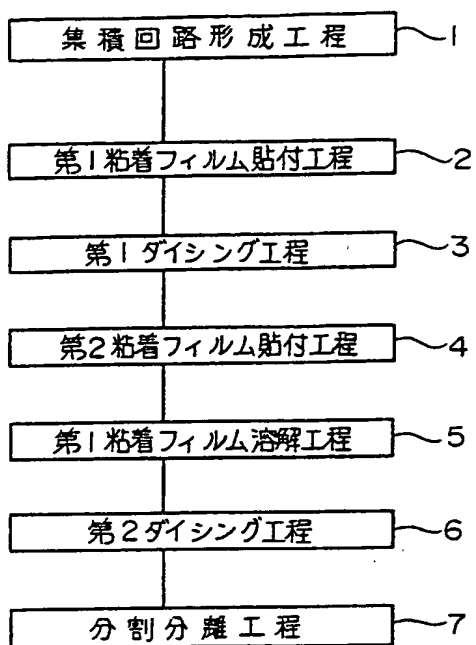 集積回路形成工程 1
第1粘着フィルム貼付工程 2
第1ダイシング工程 3
第2粘着フィルム貼付工程 4
第1粘着フィルム溶解工程 5
第2ダイシング工程 6
分割分離工程 7